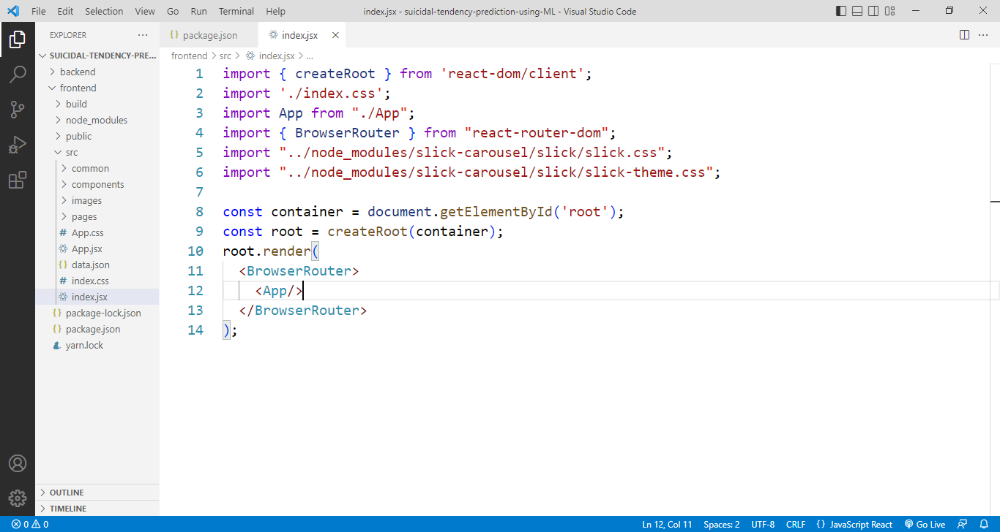 File Edit Selection View Go Run Terminal Help index.jsx - suicidal-tendency-prediction-using-ML - Visual Studio Code
EXPLORER ···
SUICIDAL-TENDENCY-PRE...
backend
frontend
build
node_modules
public
src
common
components
images
pages
# App.css
App.jsx
{} data.json
# index.css
index.jsx
{} package-lock.json
{} package.json
yarn.lock
OUTLINE
TIMELINE
{} package.json index.jsx
frontend > src > index.jsx > ...
1 import { createRoot } from 'react-dom/client';
2 import './index.css';
3 import App from "./App";
4 import { BrowserRouter } from "react-router-dom";
5 import "../node_modules/slick-carousel/slick/slick.css";
6 import "../node_modules/slick-carousel/slick/slick-theme.css";
7
8 const container = document.getElementById('root');
9 const root = createRoot(container);
10 root.render(
11 <BrowserRouter>
12 <App/>
13 </BrowserRouter>
14 );
0 0 Ln 12, Col 11 Spaces: 2 UTF-8 CRLF {} JavaScript React Go Live